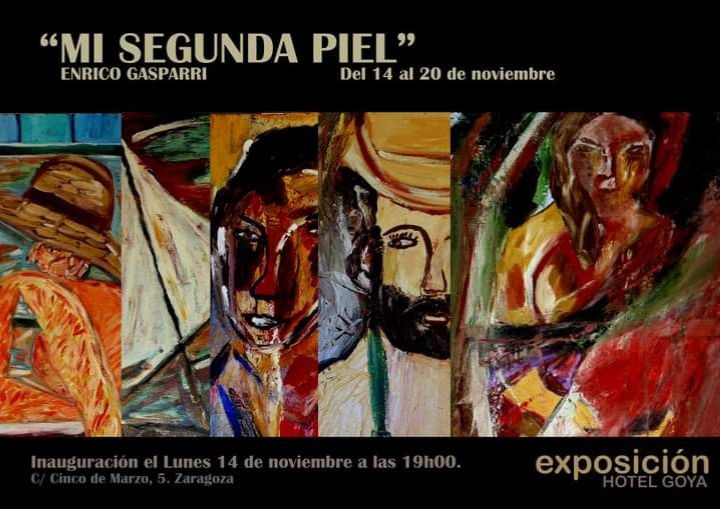 “MI SEGUNDA PIEL”
ENRICO GASPARRI
Del 14 al 20 de noviembre
Inauguración el Lunes 14 de noviembre a las 19h00.
C/ Cinco de Marzo, 5. Zaragoza
exposición
HOTEL GOYA